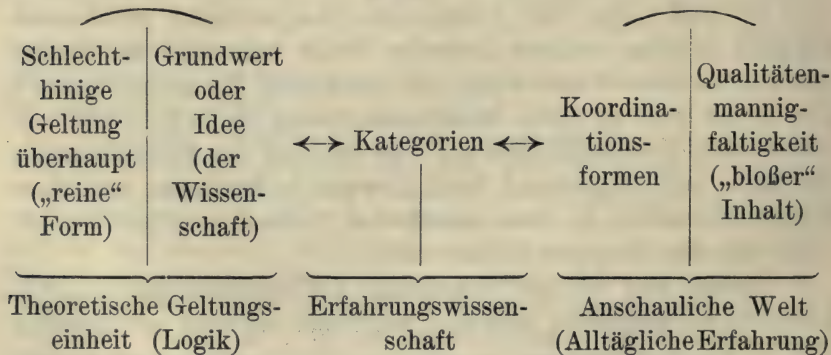 Schlecht-
hinige
Geltung
überhaupt
(„reine“
Form)
Grundwert
oder
Idee
(der
Wissen-
schaft)
Kategorien
Koordina-
tions-
formen
Qualitäten-
mannig-
faltigkeit
(„bloßer“
Inhalt)
Theoretische Geltungs-
einheit (Logik)
Erfahrungswissen-
schaft
Anschauliche Welt
(Alltägliche Erfahrung)